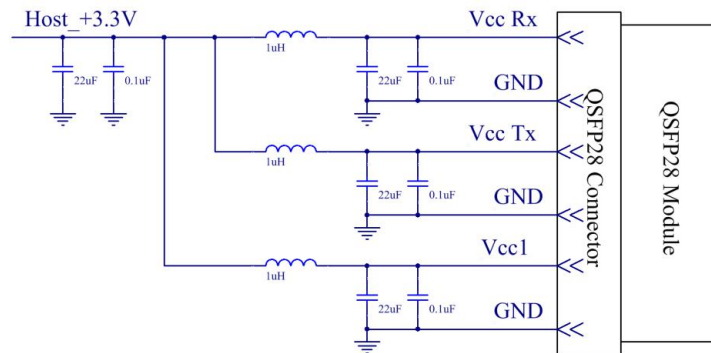 Host_+3.3V
Vcc Rx
1uH
22uF
0.1uF
22uF
0.1uF
GND
Vcc Tx
1uH
22uF
0.1uF
GND
Vcc1
1uH
22uF
0.1uF
GND
QSFP28 Connector
QSFP28 Module